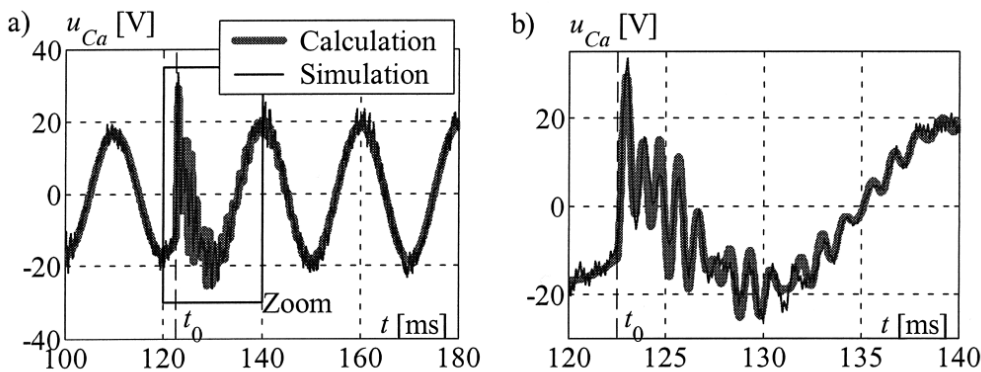 a)
u_Ca [V]
Calculation
Simulation
40
20
0
-20
-40
Zoom
t_0
t [ms]
100
120
140
160
180
b)
u_Ca [V]
20
0
-20
t_0
t [ms]
120
125
130
135
140